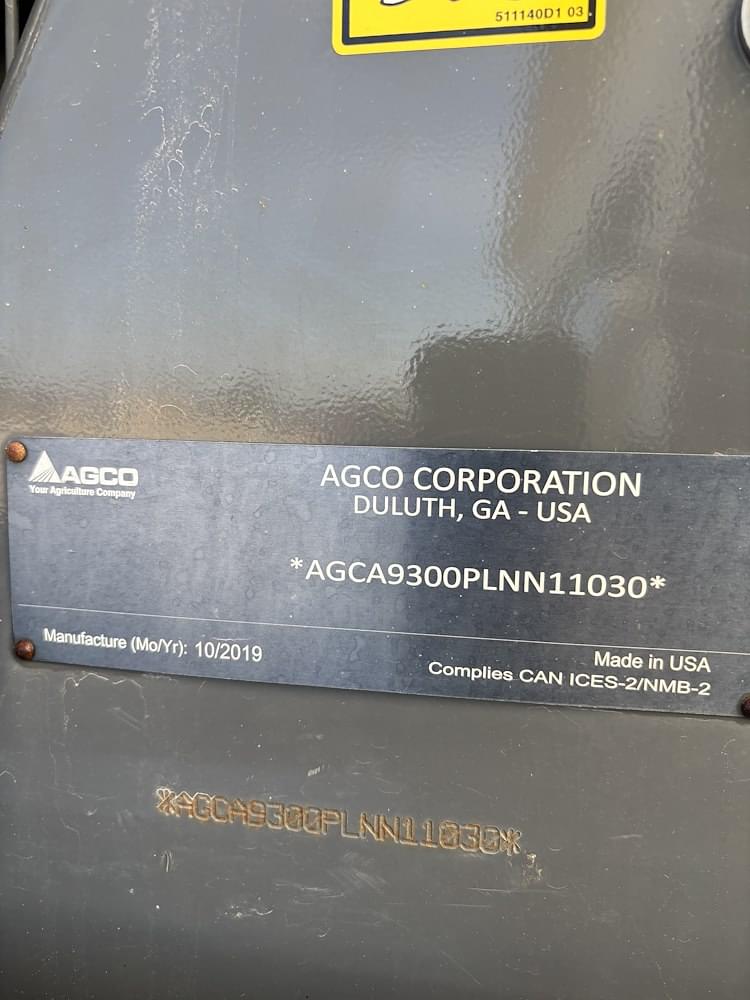 511140D1 03
AGCO
Your Agriculture Company
AGCO CORPORATION
DULUTH, GA - USA
*AGCA9300PLNN11030*
Manufacture (Mo/Yr): 10/2019
Made in USA
Complies CAN ICES-2/NMB-2
*AGCA9300PLNN11030*